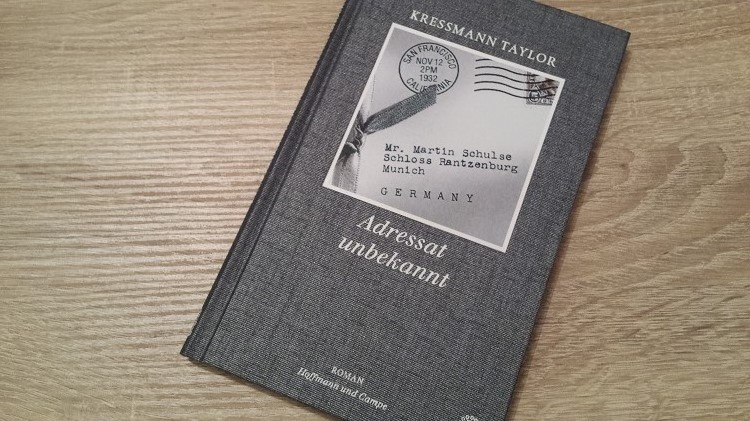 KRESSMANN TAYLOR
SAN FRANCISCO
NOV 12
2PM
1932
CALIFORNIA
Mr. Martin Schulse
Schloss Rantzenburg
Munich
GERMANY
Adressat
unbekannt
ROMAN
Hoffmann und Campe